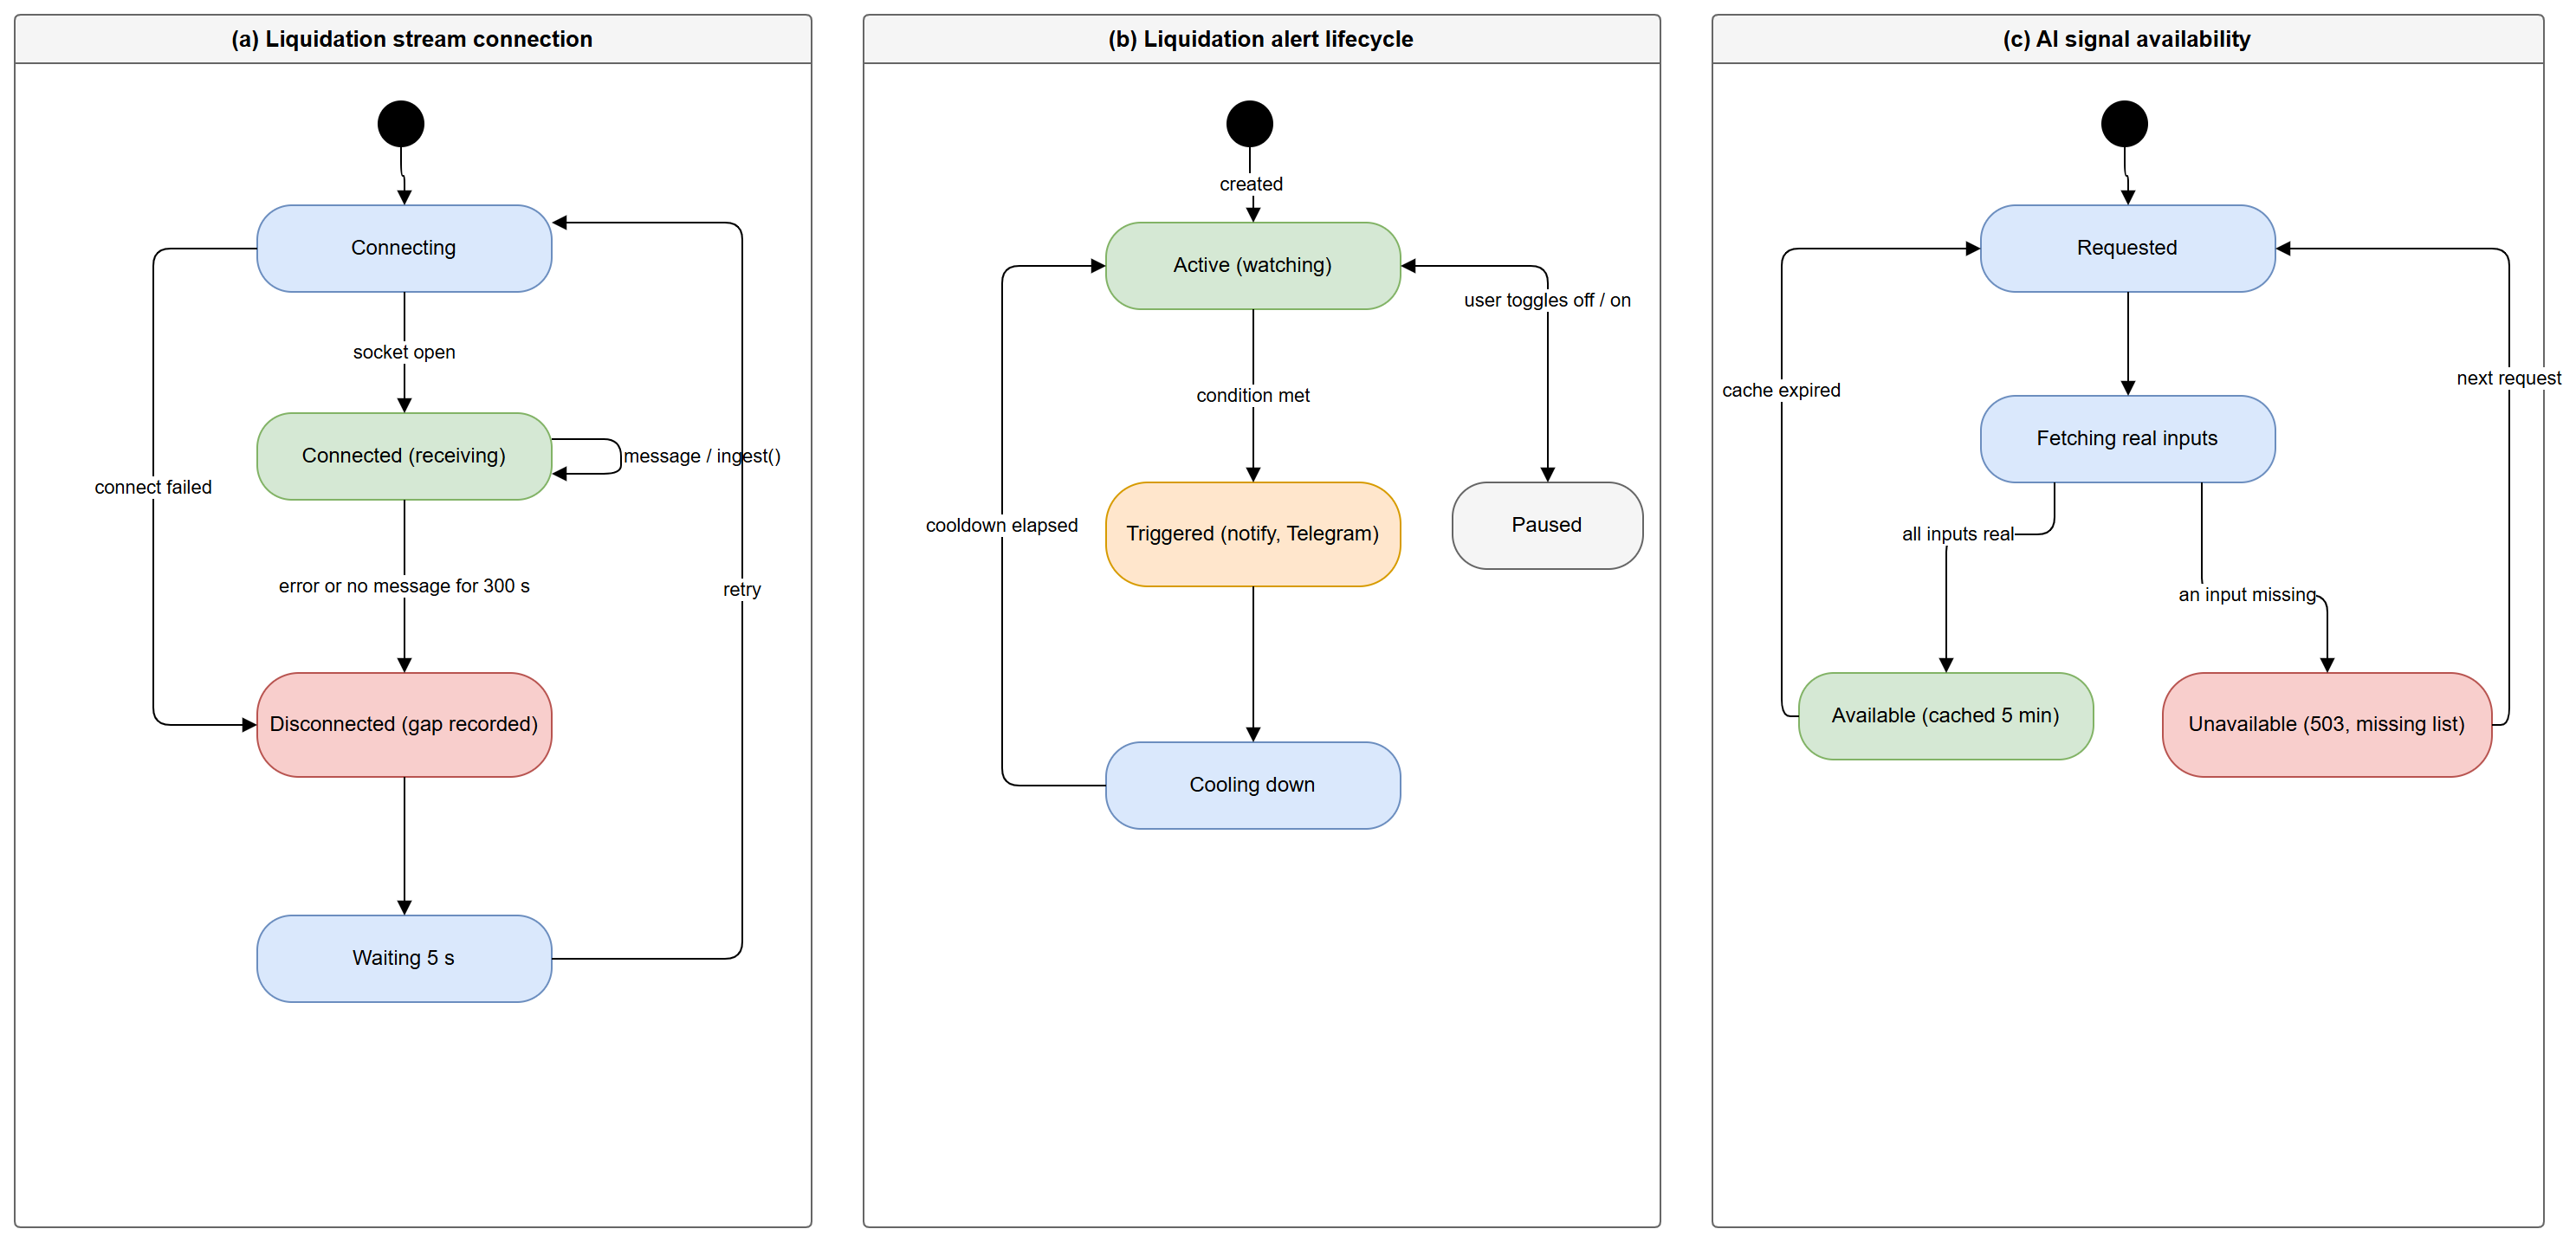 (a) Liquidation stream connection
Connecting
socket open
Connected (receiving)
message / ingest()
connect failed
error or no message for 300 s
retry
Disconnected (gap recorded)
Waiting 5 s
(b) Liquidation alert lifecycle
created
Active (watching)
user toggles off / on
condition met
cooldown elapsed
Triggered (notify, Telegram)
Paused
Cooling down
(c) AI signal availability
Requested
cache expired
next request
Fetching real inputs
all inputs real
an input missing
Available (cached 5 min)
Unavailable (503, missing list)